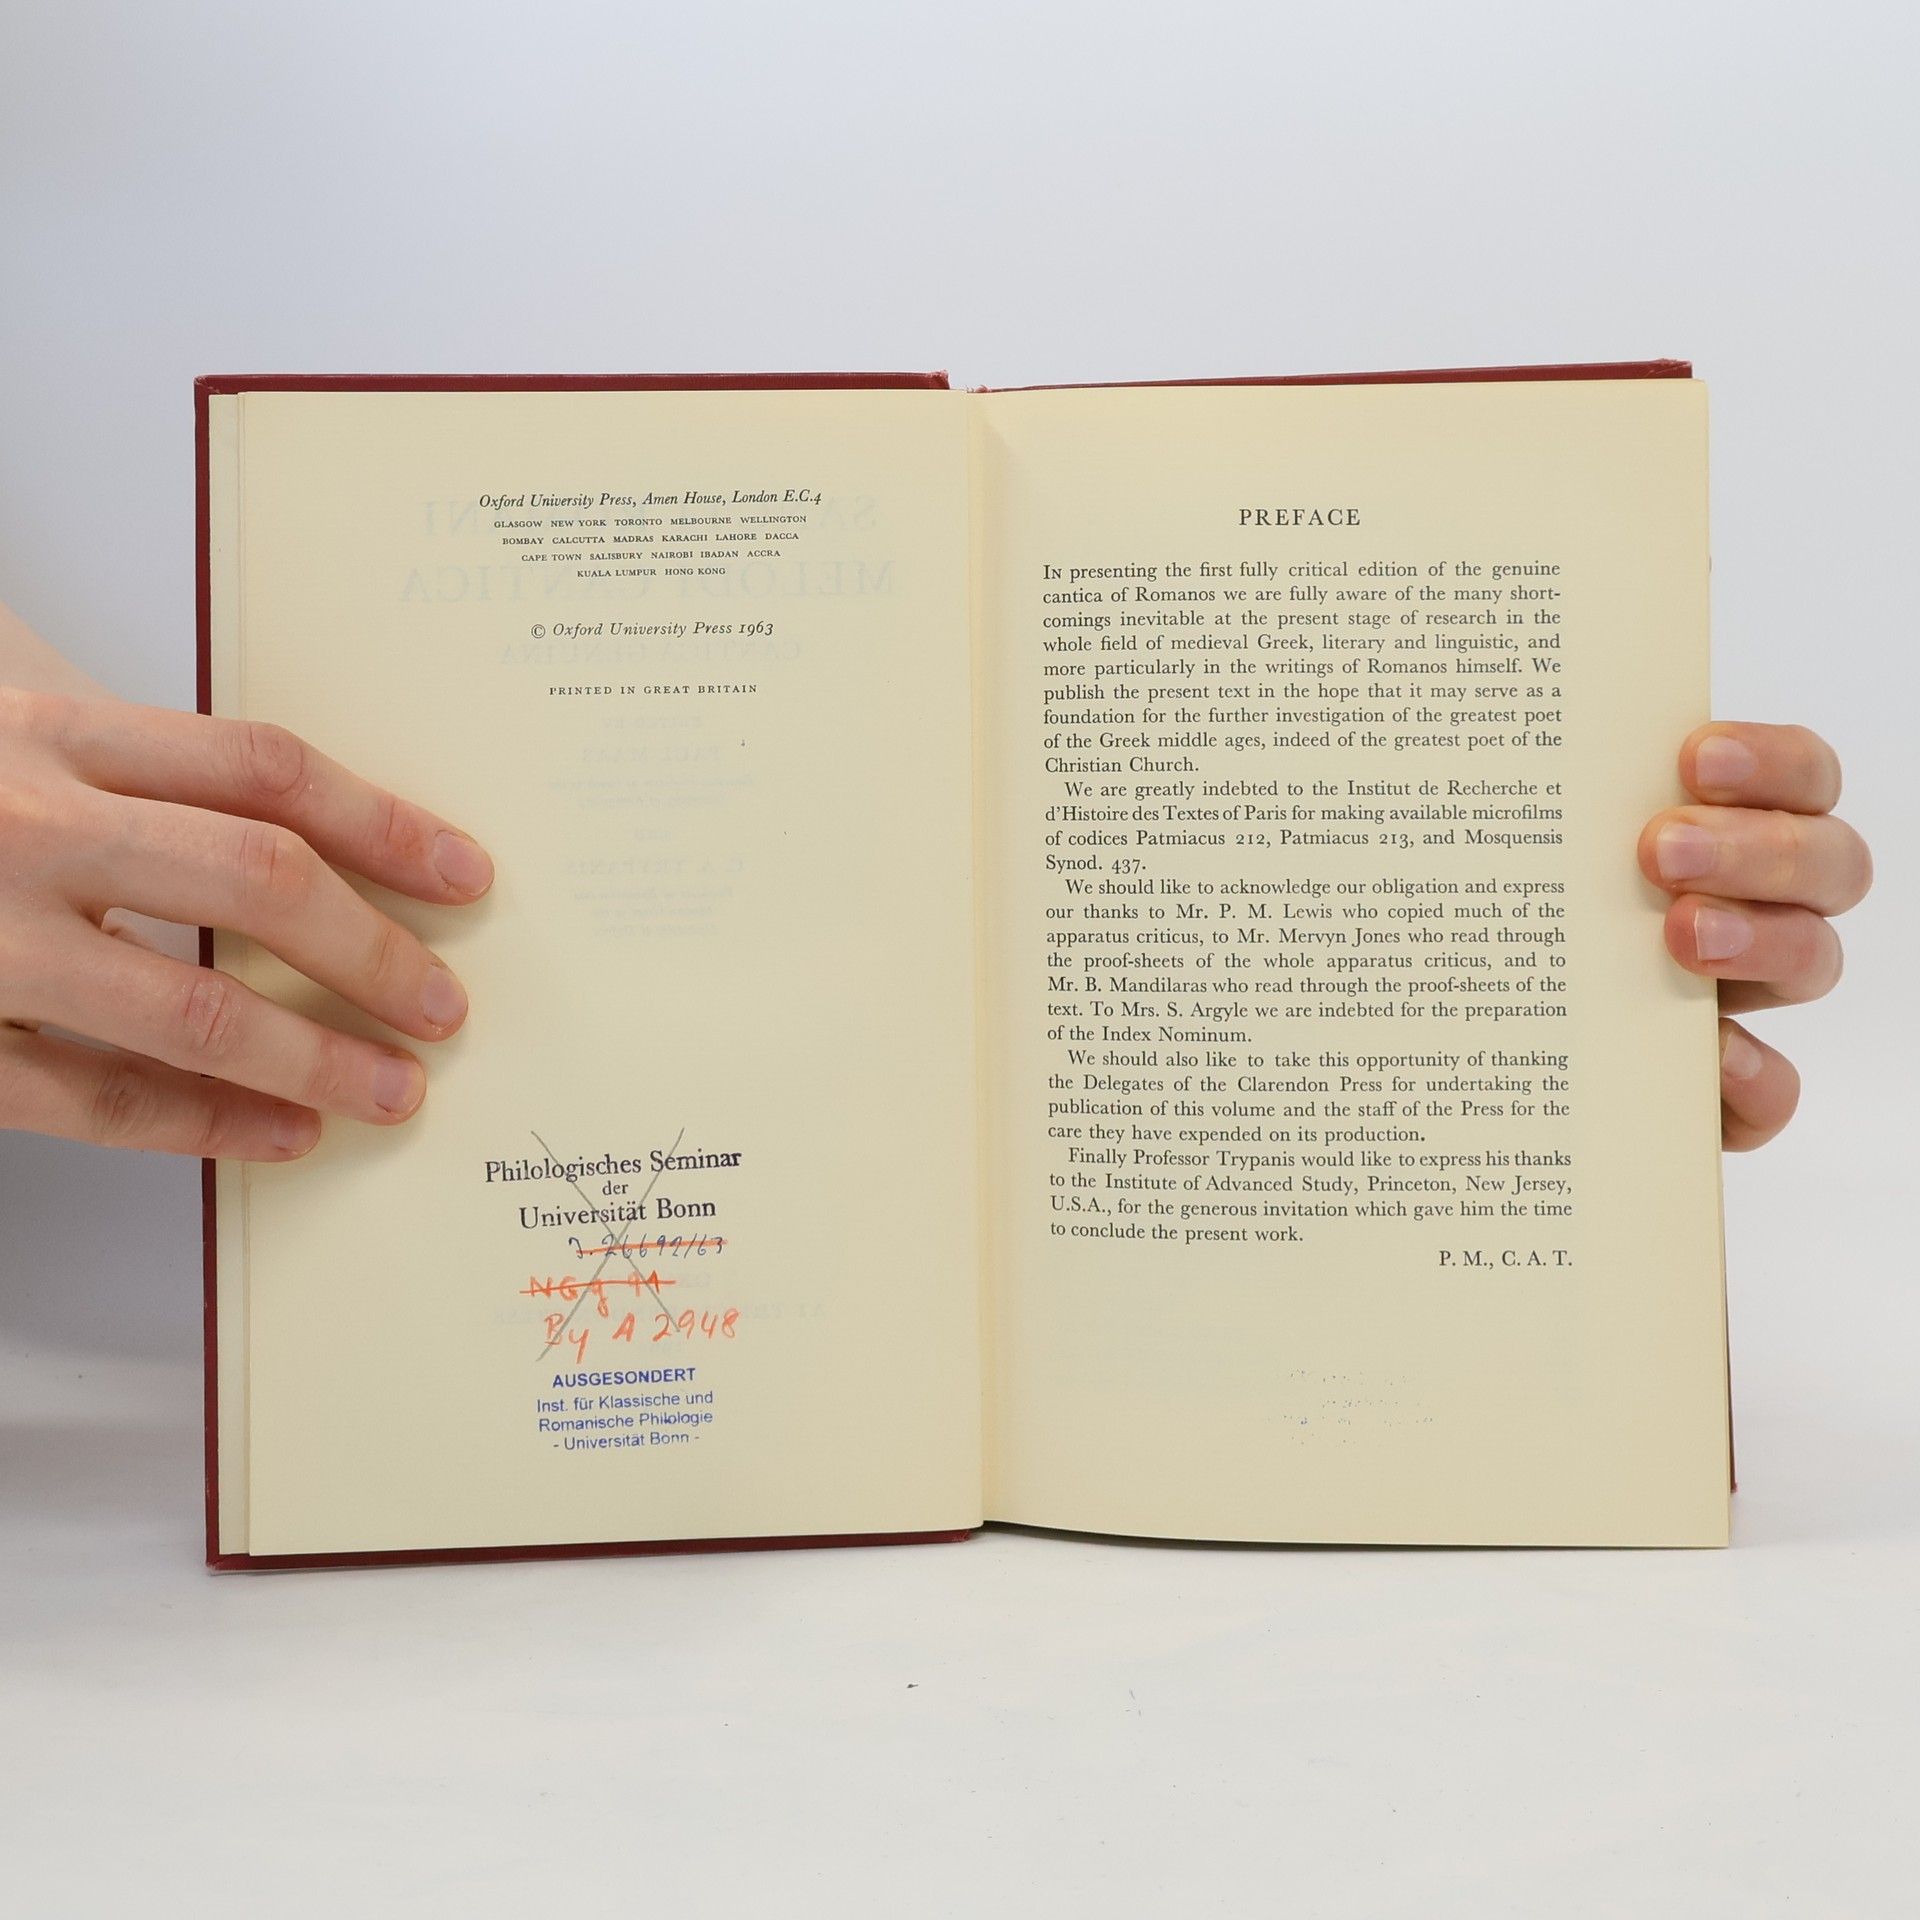 Oxford University Press, Amen House, London E.C.4
GLASGOW NEW YORK TORONTO MELBOURNE WELLINGTON
BOMBAY CALCUTTA MADRAS KARACHI LAHORE DACCA
CAPE TOWN SALISBURY NAIROBI IBADAN ACCRA
KUALA LUMPUR HONG KONG
© Oxford University Press 1963
PRINTED IN GREAT BRITAIN
Philologisches Seminar
der
Universität Bonn
J. 26692/63
NGg 91
By A 2948
AUSGESONDERT
Inst. für Klassische und
Romanische Philologie
- Universität Bonn -
PREFACE
IN presenting the first fully critical edition of the genuine
cantica of Romanos we are fully aware of the many short-
comings inevitable at the present stage of research in the
whole field of medieval Greek, literary and linguistic, and
more particularly in the writings of Romanos himself. We
publish the present text in the hope that it may serve as a
foundation for the further investigation of the greatest poet
of the Greek middle ages, indeed of the greatest poet of the
Christian Church.
We are greatly indebted to the Institut de Recherche et
d'Histoire des Textes of Paris for making available microfilms
of codices Patmiacus 212, Patmiacus 213, and Mosquensis
Synod. 437.
We should like to acknowledge our obligation and express
our thanks to Mr. P. M. Lewis who copied much of the
apparatus criticus, to Mr. Mervyn Jones who read through
the proof-sheets of the whole apparatus criticus, and to
Mr. B. Mandilaras who read through the proof-sheets of the
text. To Mrs. S. Argyle we are indebted for the preparation
of the Index Nominum.
We should also like to take this opportunity of thanking
the Delegates of the Clarendon Press for undertaking the
publication of this volume and the staff of the Press for the
care they have expended on its production.
Finally Professor Trypanis would like to express his thanks
to the Institute of Advanced Study, Princeton, New Jersey,
U.S.A., for the generous invitation which gave him the time
to conclude the present work.
P. M., C. A. T.